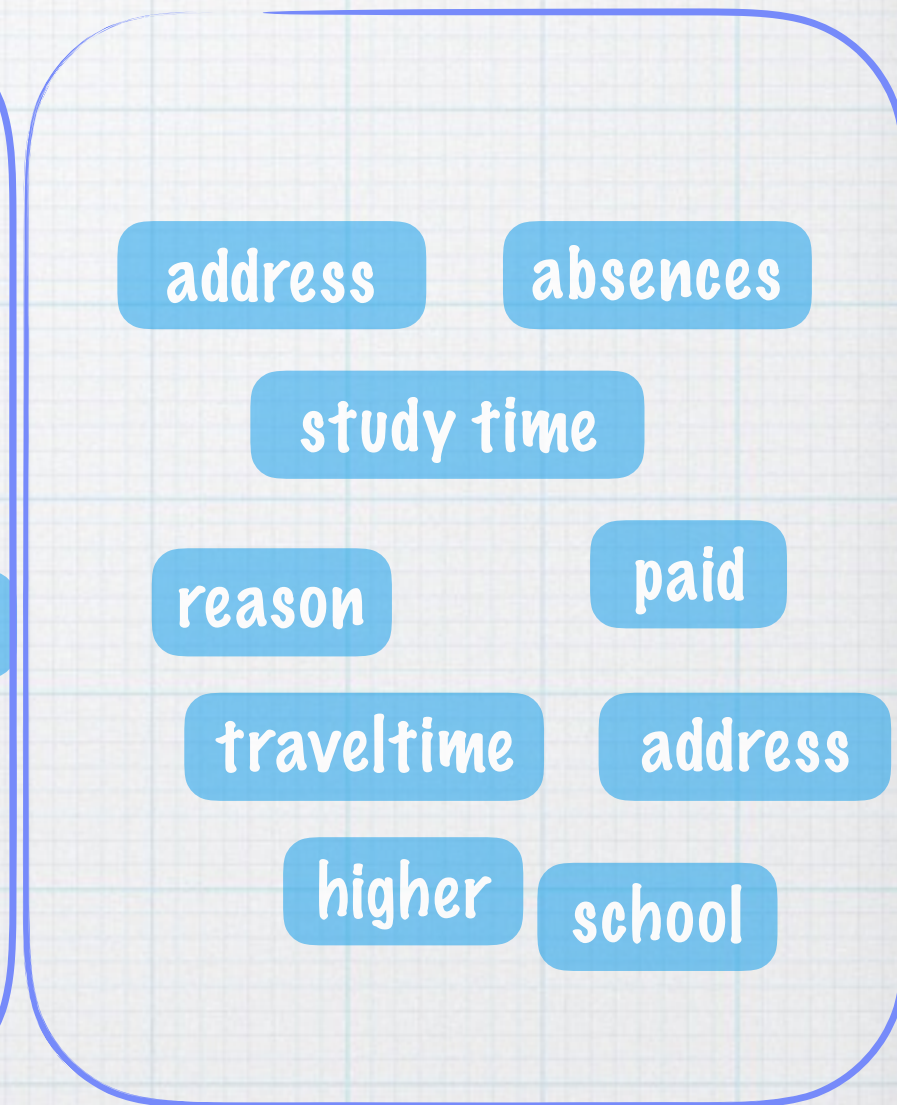 address
absences
study time
reason
paid
traveltime
address
higher
school